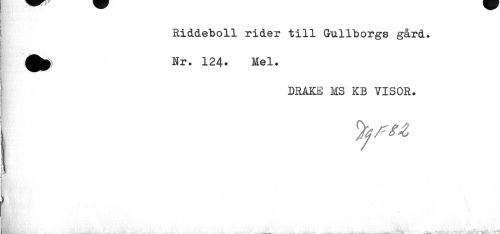 Riddeboll rider till Gullborgs gård.
Nr. 124. Mel.
DRAKE MS KB VISOR.
DgF 82